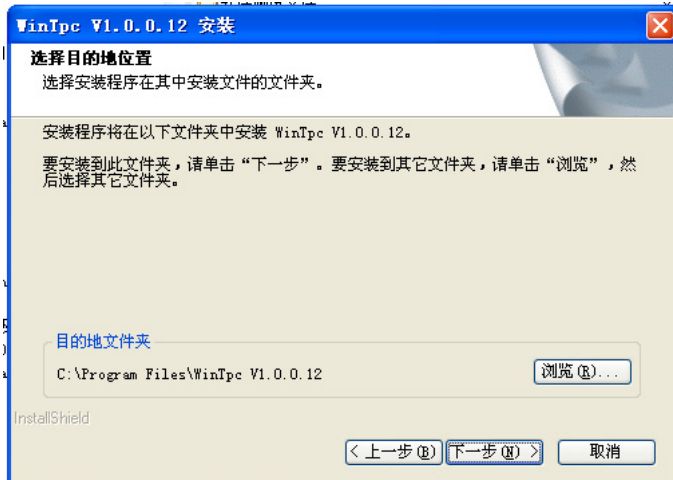 WinTpc V1.0.0.12 安装
选择目的地位置
选择安装程序在其中安装文件的文件夹。
安装程序将在以下文件夹中安装 WinTpc V1.0.0.12。
要安装到此文件夹，请单击“下一步”。要安装到其它文件夹，请单击“浏览”，然
后选择其它文件夹。
目的地文件夹
C:\Program Files\WinTpc V1.0.0.12
浏览(R)...
InstallShield
< 上一步(B)
下一步(N) >
取消